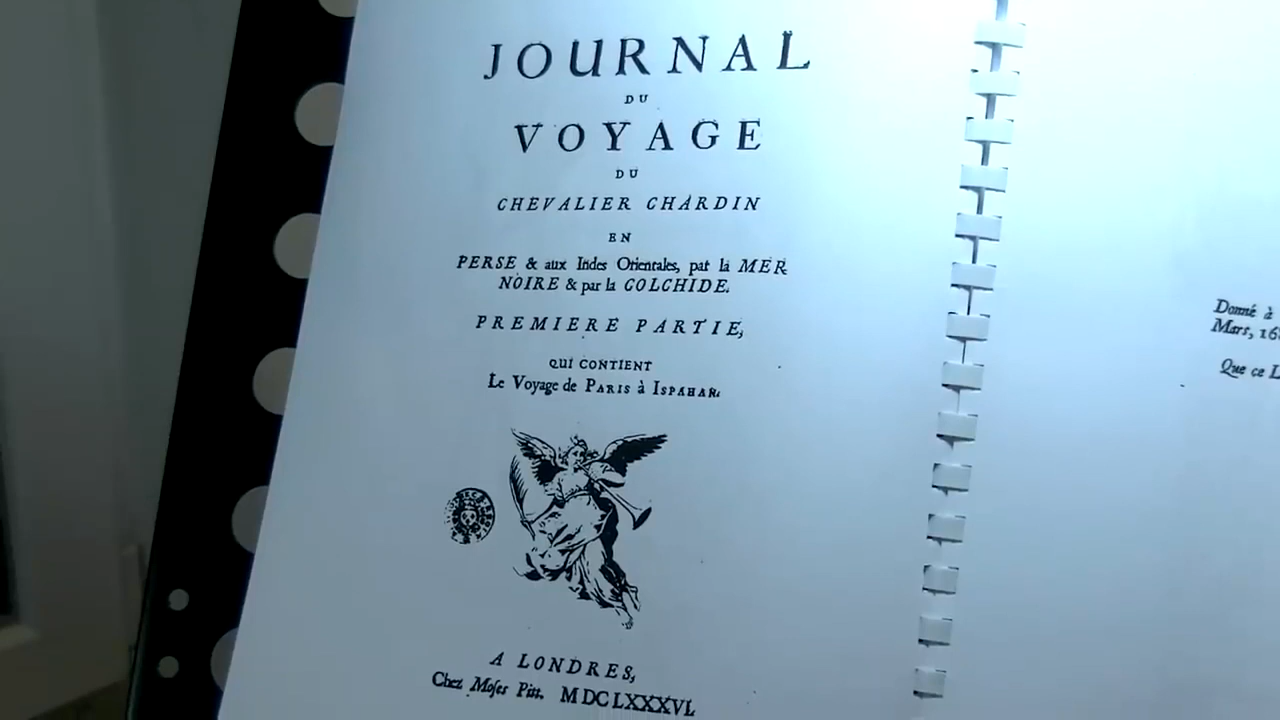 JOURNAL
DU
VOYAGE
DU
CHEVALIER CHARDIN
EN
PERSE & aux Indes Orientales, par la MER
NOIRE & par la COLCHIDE.
PREMIERE PARTIE,
QUI CONTIENT
Le Voyage de PARIS à ISPAHAN.
A LONDRES,
Chez Moses Pitt. MDCLXXXVI.
Donné à
Mars, 16
Que ce L